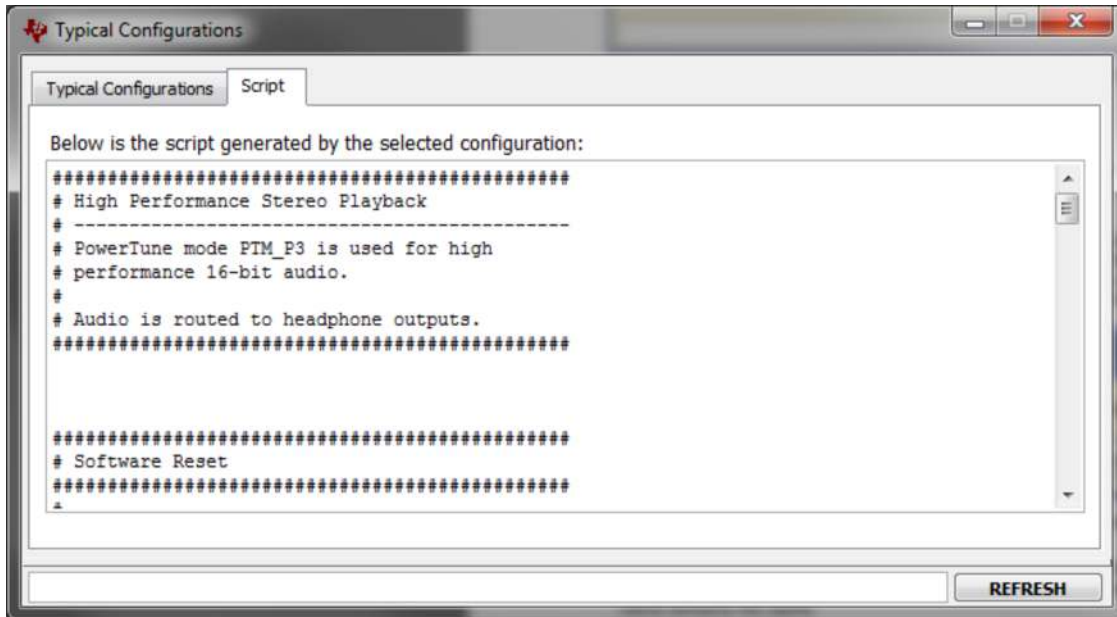 Typical Configurations
Typical Configurations Script
Below is the script generated by the selected configuration:
###############################################
# High Performance Stereo Playback
# ---------------------------------------------
# PowerTune mode PTM_P3 is used for high
# performance 16-bit audio.
#
# Audio is routed to headphone outputs.
###############################################
###############################################
# Software Reset
###############################################
REFRESH